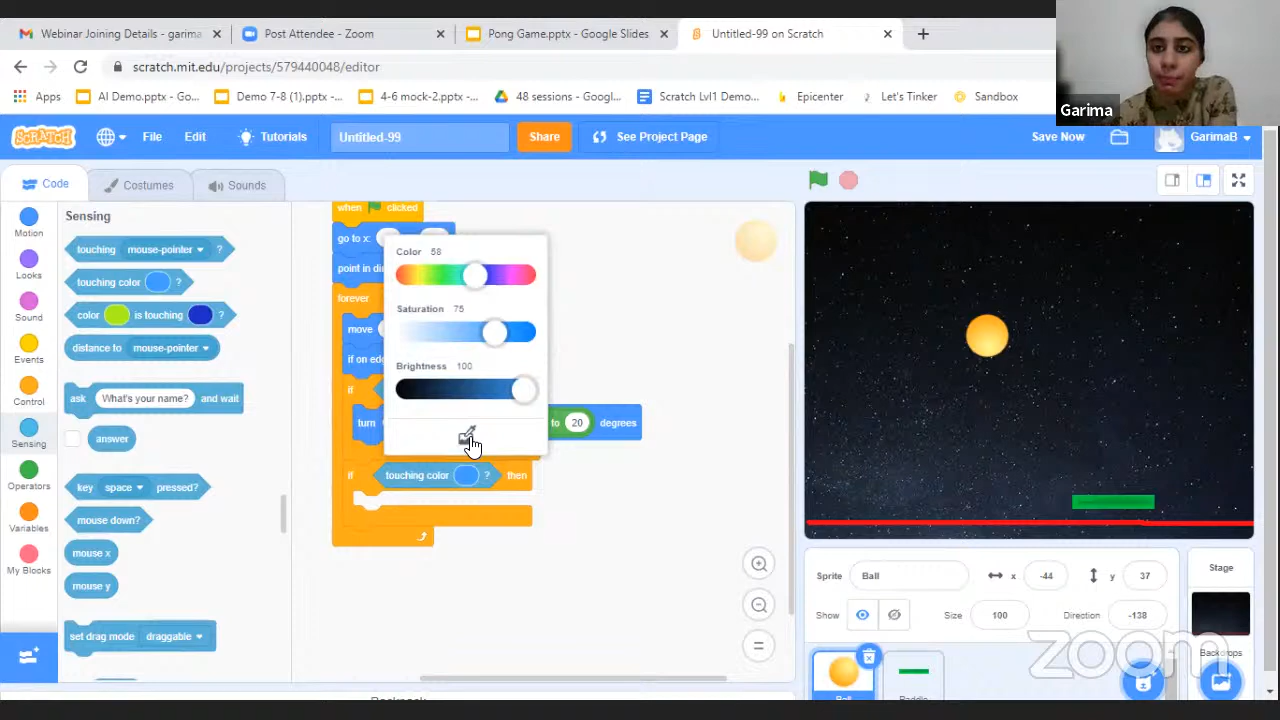 Webinar Joining Details - garima
Post Attendee - Zoom
Pong Game.pptx - Google Slides
Untitled-99 on Scratch
Garima
scratch.mit.edu/projects/579440048/editor
Apps
AI Demo.pptx - Go...
Demo 7-8 (1).pptx -...
4-6 mock-2.pptx -...
48 sessions - Googl...
Scratch Lvl1 Demo...
Epicenter
Let's Tinker
Sandbox
SCRATCH
File
Edit
Tutorials
Untitled-99
Share
See Project Page
Save Now
GarimaB
Code
Costumes
Sounds
Motion
Looks
Sound
Events
Control
Sensing
Operators
Variables
My Blocks
Sensing
touching mouse-pointer ?
touching color ?
color is touching ?
distance to mouse-pointer
ask What's your name? and wait
answer
key space pressed?
mouse down?
mouse x
mouse y
set drag mode draggable
when clicked
go to x:
point in di
forever
move
if on ed
if
turn
to 20 degrees
if touching color ? then
Color 58
Saturation 75
Brightness 100
Sprite Ball x -44 y 37
Show Size 100 Direction -138
Stage
Backdrops
Ball
Paddle
zoom